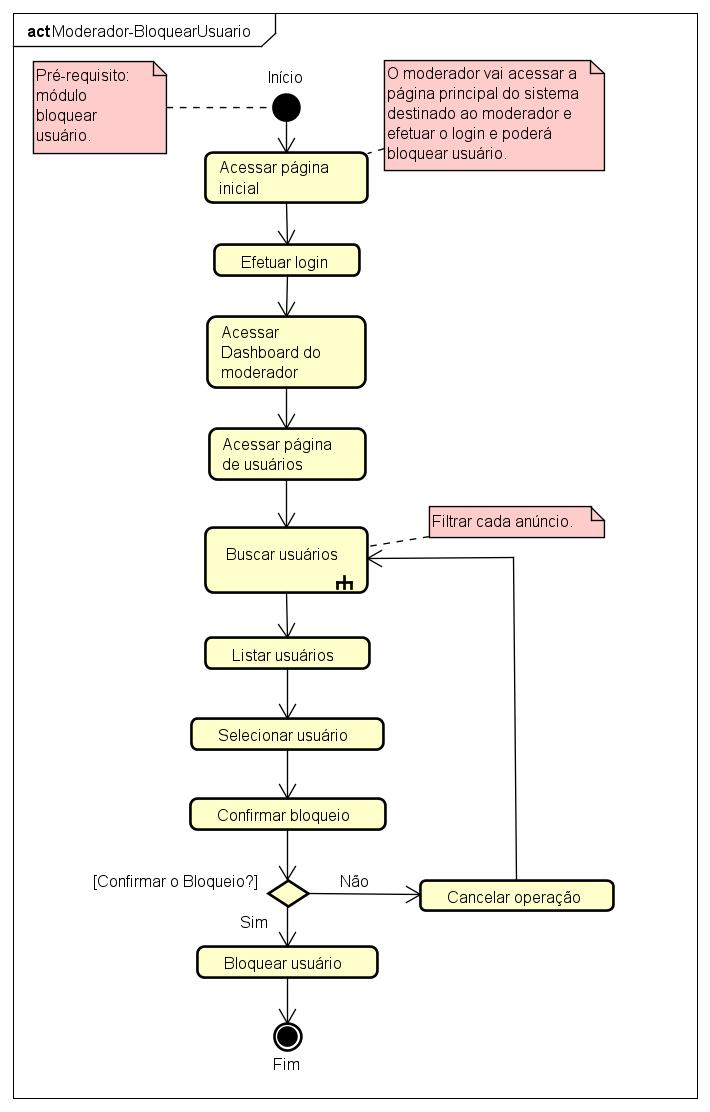 act Moderador-BloquearUsuario
Pré-requisito:
módulo
bloquear
usuário.
Início
O moderador vai acessar a
página principal do sistema
destinado ao moderador e
efetuar o login e poderá
bloquear usuário.
Acessar página
inicial
Efetuar login
Acessar
Dashboard do
moderador
Acessar página
de usuários
Filtrar cada anúncio.
Buscar usuários
Listar usuários
Selecionar usuário
Confirmar bloqueio
[Confirmar o Bloqueio?]
Não
Cancelar operação
Sim
Bloquear usuário
Fim